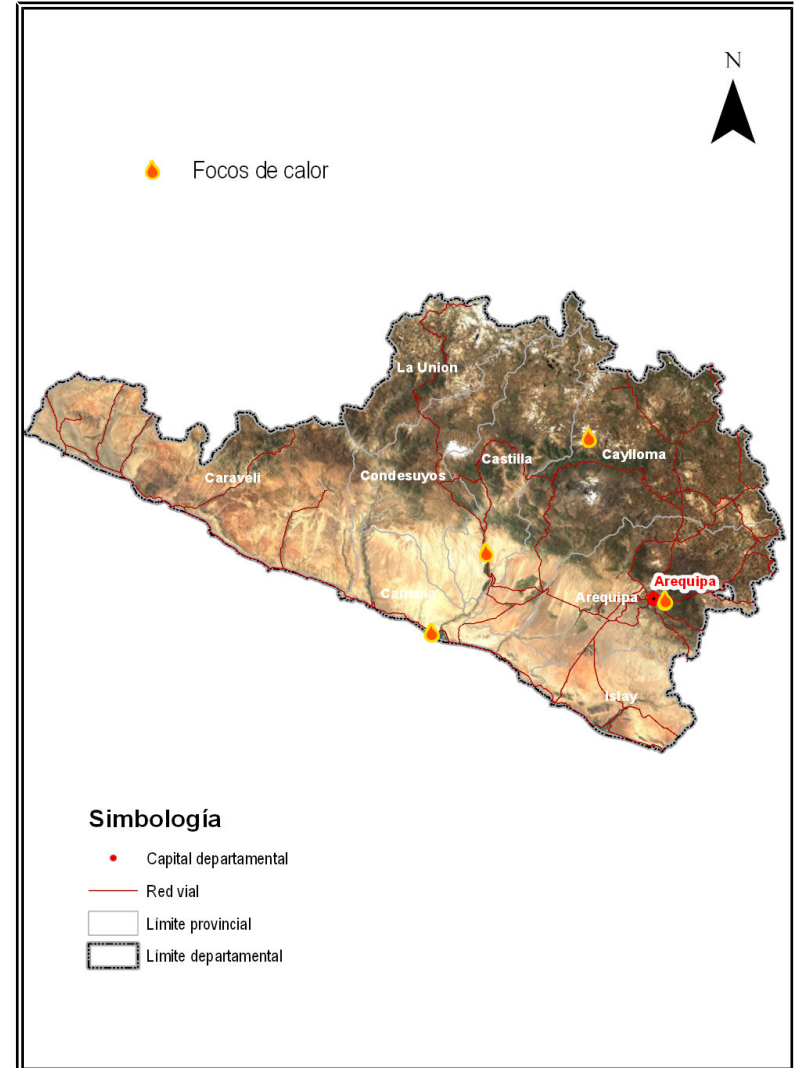 N
Focos de calor
La Union
Castilla
Caylloma
Caraveli
Condesuyos
Arequipa
Arequipa
Camana
Islay
Simbología
Capital departamental
Red vial
Límite provincial
Límite departamental